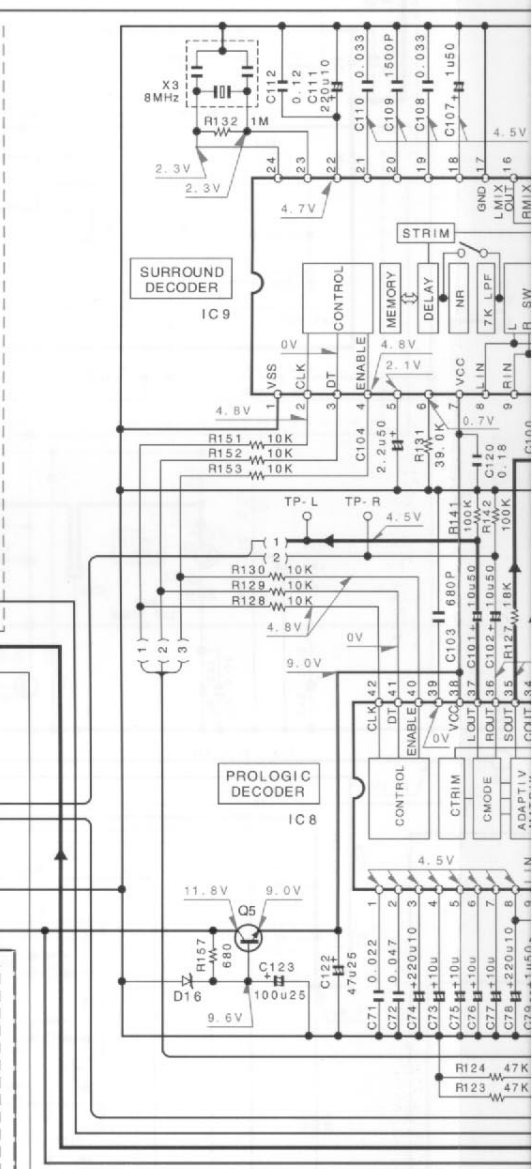 X3
8MHz
R132 1M
C112
0.12
C111
220u10
C110 0.033
C109 1500P
C108 0.033
C107 1u50
4.5V
2.3V
2.3V
24 23 22 21 20 19 18 17 16
4.7V
GND
LMIX
OUT
RMIX
STRIM
SURROUND
DECODER
IC9
CONTROL
MEMORY
DELAY
NR
7K LPF
SW
L
R
0V
4.8V
2.1V
VSS
CLK
DT
ENABLE
VCC
LIN
RIN
1 2 3 4 5 6 7 8 9
0.7V
4.8V
R151 10K
R152 10K
R153 10K
C104
2.2u50
R131
39.0K
C120
0.18
C100
TP-L TP-R
4.5V
R141
100K
R142
100K
1
2
R130 10K
R129 10K
R128 10K
4.8V
0V
9.0V
C103 680P
C101 10u50
C102 10u50
R127 18K
1 2 3
42 41 40 39 38 37 36 35 34
CLK
DT
ENABLE
0V
VCC
LOUT
ROUT
SOUT
COUT
PROLOGIC
DECODER
IC8
CONTROL
CTRIM
CMODE
ADAPTIV
4.5V
LIN
1 2 3 4 5 6 7 8 9
11.8V 9.0V
Q5
R157
680
D16
C123
100u25
9.6V
C122
47u25
C71 0.022
C72 0.047
C74 220u10
C73 10u
C75 10u
C76 10u
C77 10u
C78 220u10
C79 1u50
R124 47K
R123 47K